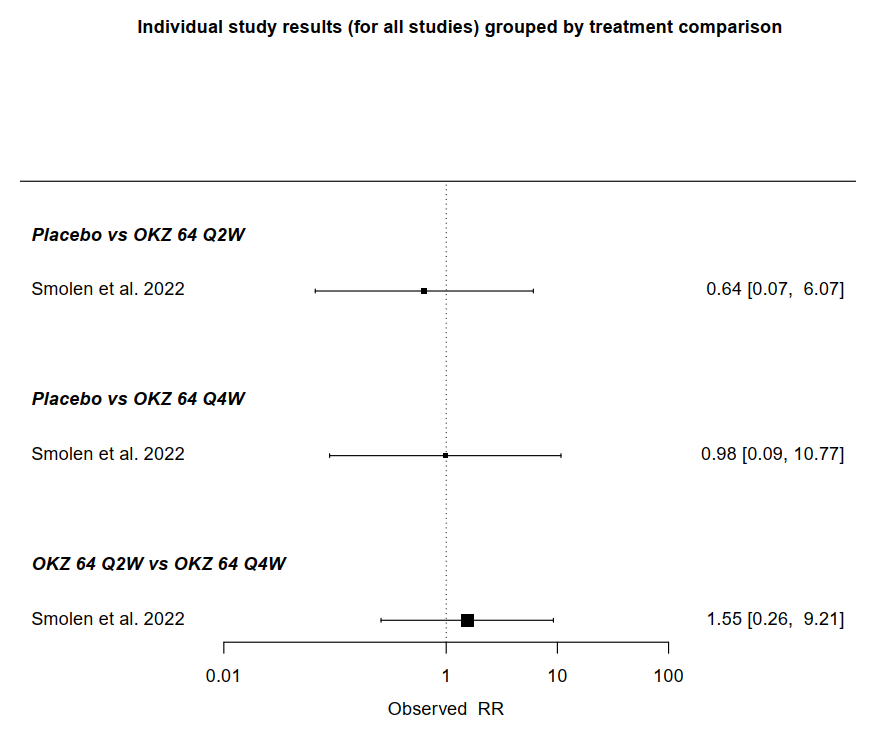 Individual study results (for all studies) grouped by treatment comparison
Placebo vs OKZ 64 Q2W
Smolen et al. 2022 0.64 [0.07, 6.07]
Placebo vs OKZ 64 Q4W
Smolen et al. 2022 0.98 [0.09, 10.77]
OKZ 64 Q2W vs OKZ 64 Q4W
Smolen et al. 2022 1.55 [0.26, 9.21]
0.01 1 10 100
Observed RR